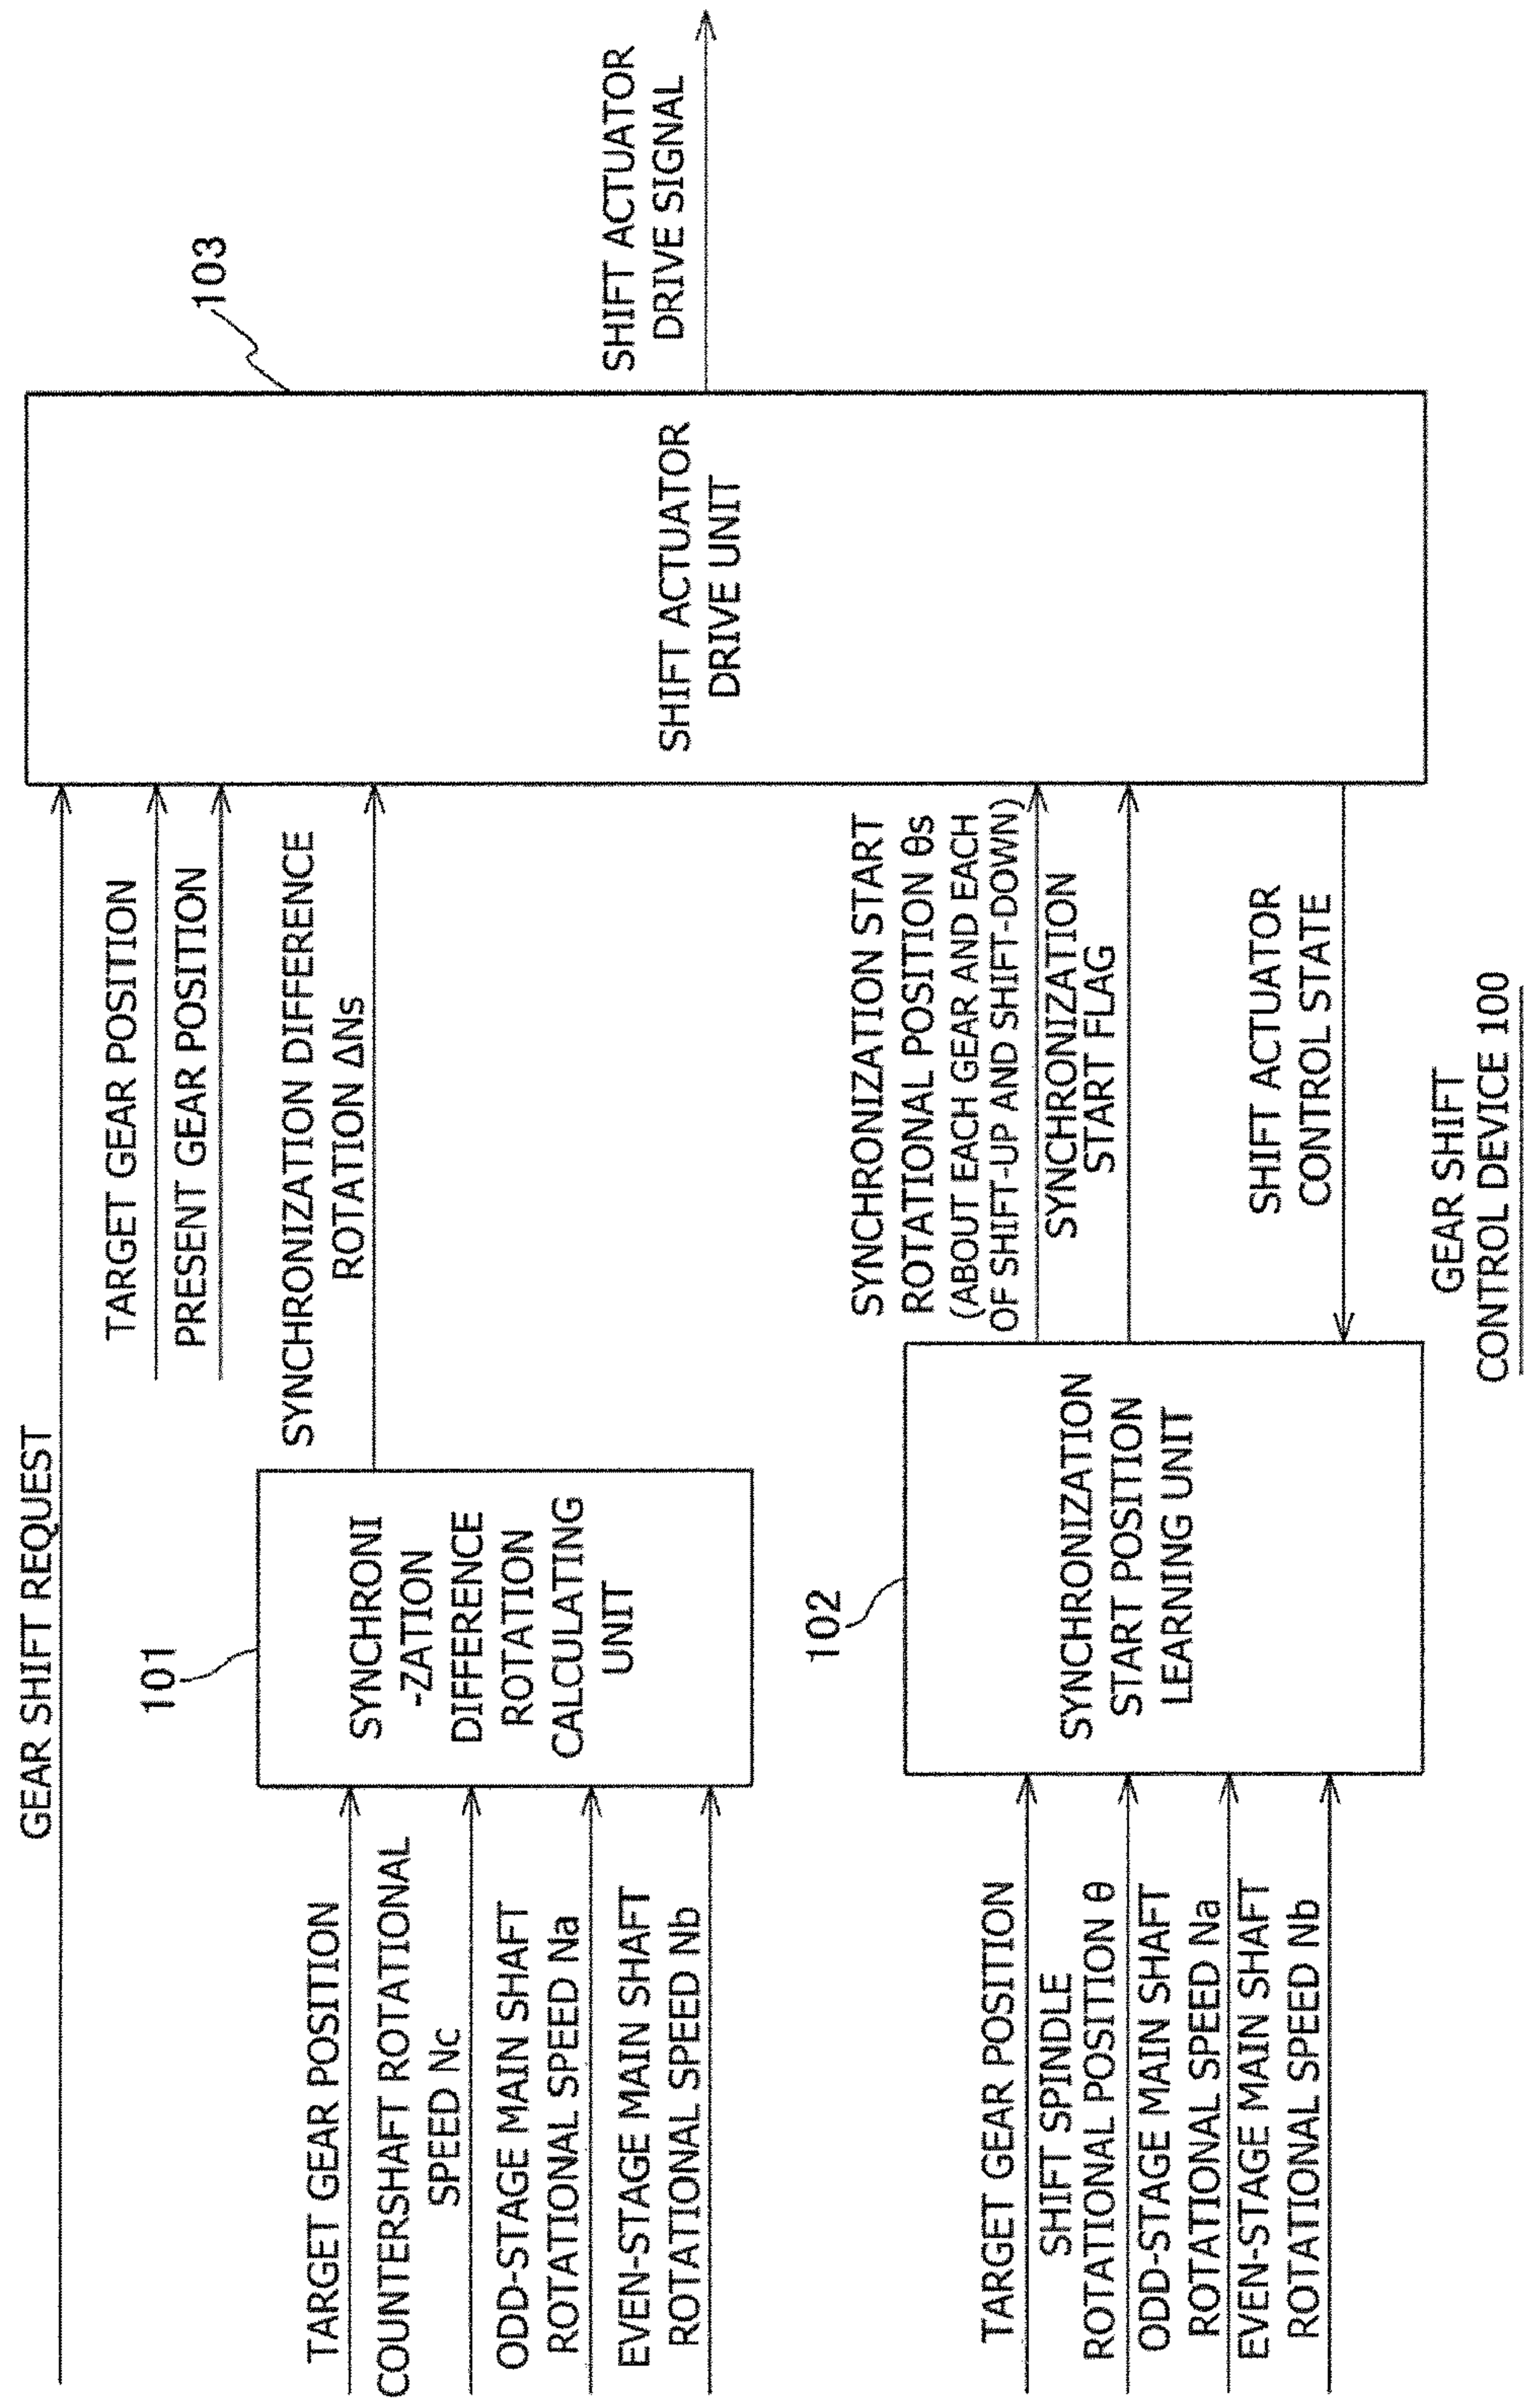 GEAR SHIFT REQUEST
TARGET GEAR POSITION
PRESENT GEAR POSITION
101
TARGET GEAR POSITION
COUNTERSHAFT ROTATIONAL
SPEED Nc
ODD-STAGE MAIN SHAFT
ROTATIONAL SPEED Na
EVEN-STAGE MAIN SHAFT
ROTATIONAL SPEED Nb
SYNCHRONI
-ZATION
DIFFERENCE
ROTATION
CALCULATING
UNIT
SYNCHRONIZATION DIFFERENCE
ROTATION ΔNs
102
TARGET GEAR POSITION
SHIFT SPINDLE
ROTATIONAL POSITION θ
ODD-STAGE MAIN SHAFT
ROTATIONAL SPEED Na
EVEN-STAGE MAIN SHAFT
ROTATIONAL SPEED Nb
SYNCHRONIZATION
START POSITION
LEARNING UNIT
SYNCHRONIZATION START
ROTATIONAL POSITION θs
(ABOUT EACH GEAR AND EACH
OF SHIFT-UP AND SHIFT-DOWN)
SYNCHRONIZATION
START FLAG
SHIFT ACTUATOR
CONTROL STATE
103
SHIFT ACTUATOR
DRIVE UNIT
SHIFT ACTUATOR
DRIVE SIGNAL
GEAR SHIFT
CONTROL DEVICE 100